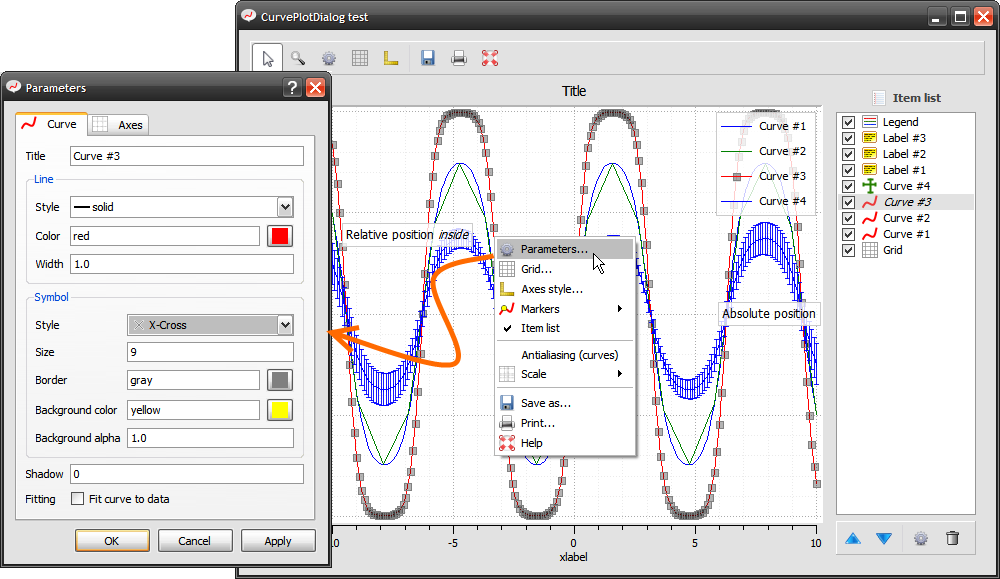 CurvePlotDialog test
Parameters
?
Curve
Axes
Title
Curve #3
Line
Style
solid
Color
red
Width
1.0
Symbol
Style
X-Cross
Size
9
Border
gray
Background color
yellow
Background alpha
1.0
Shadow
0
Fitting
Fit curve to data
OK
Cancel
Apply
Title
Curve #1
Curve #2
Curve #3
Curve #4
Relative position inside
Absolute position
Parameters...
Grid...
Axes style...
Markers
Item list
Antialiasing (curves)
Scale
Save as...
Print...
Help
10
-5
0
5
10
xlabel
Item list
Legend
Label #3
Label #2
Label #1
Curve #4
Curve #3
Curve #2
Curve #1
Grid